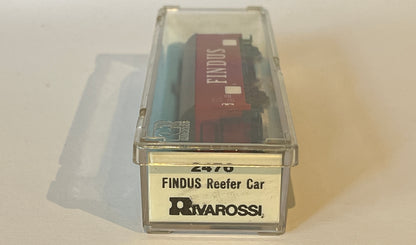 FINDUS
2476
FINDUS Reefer Car
RIVAROSSI